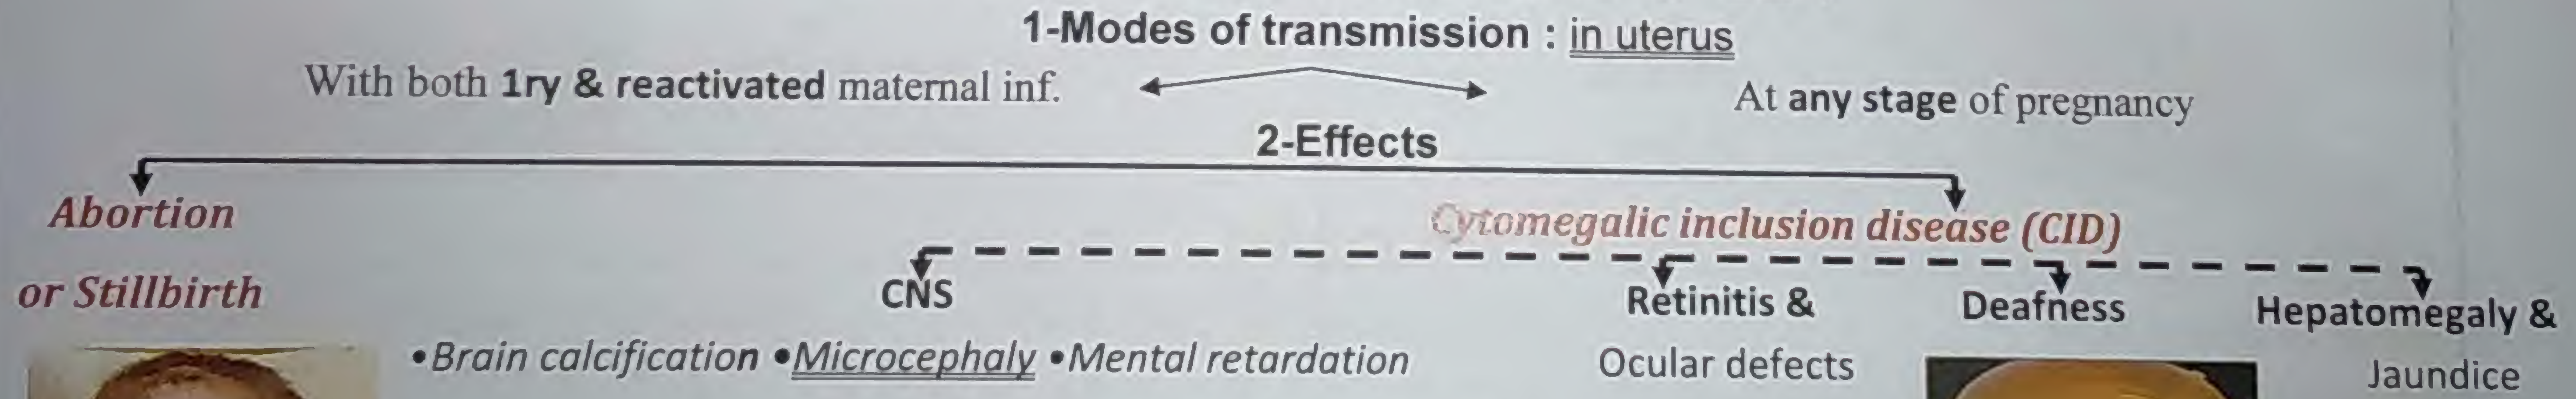 1-Modes of transmission : in uterus
With both 1ry & reactivated maternal inf.
At any stage of pregnancy
2-Effects
Abortion
or Stillbirth
Cytomegalic inclusion disease (CID)
CNS
•Brain calcification •Microcephaly •Mental retardation
Retinitis &
Ocular defects
Deafness
Hepatomegaly &
Jaundice